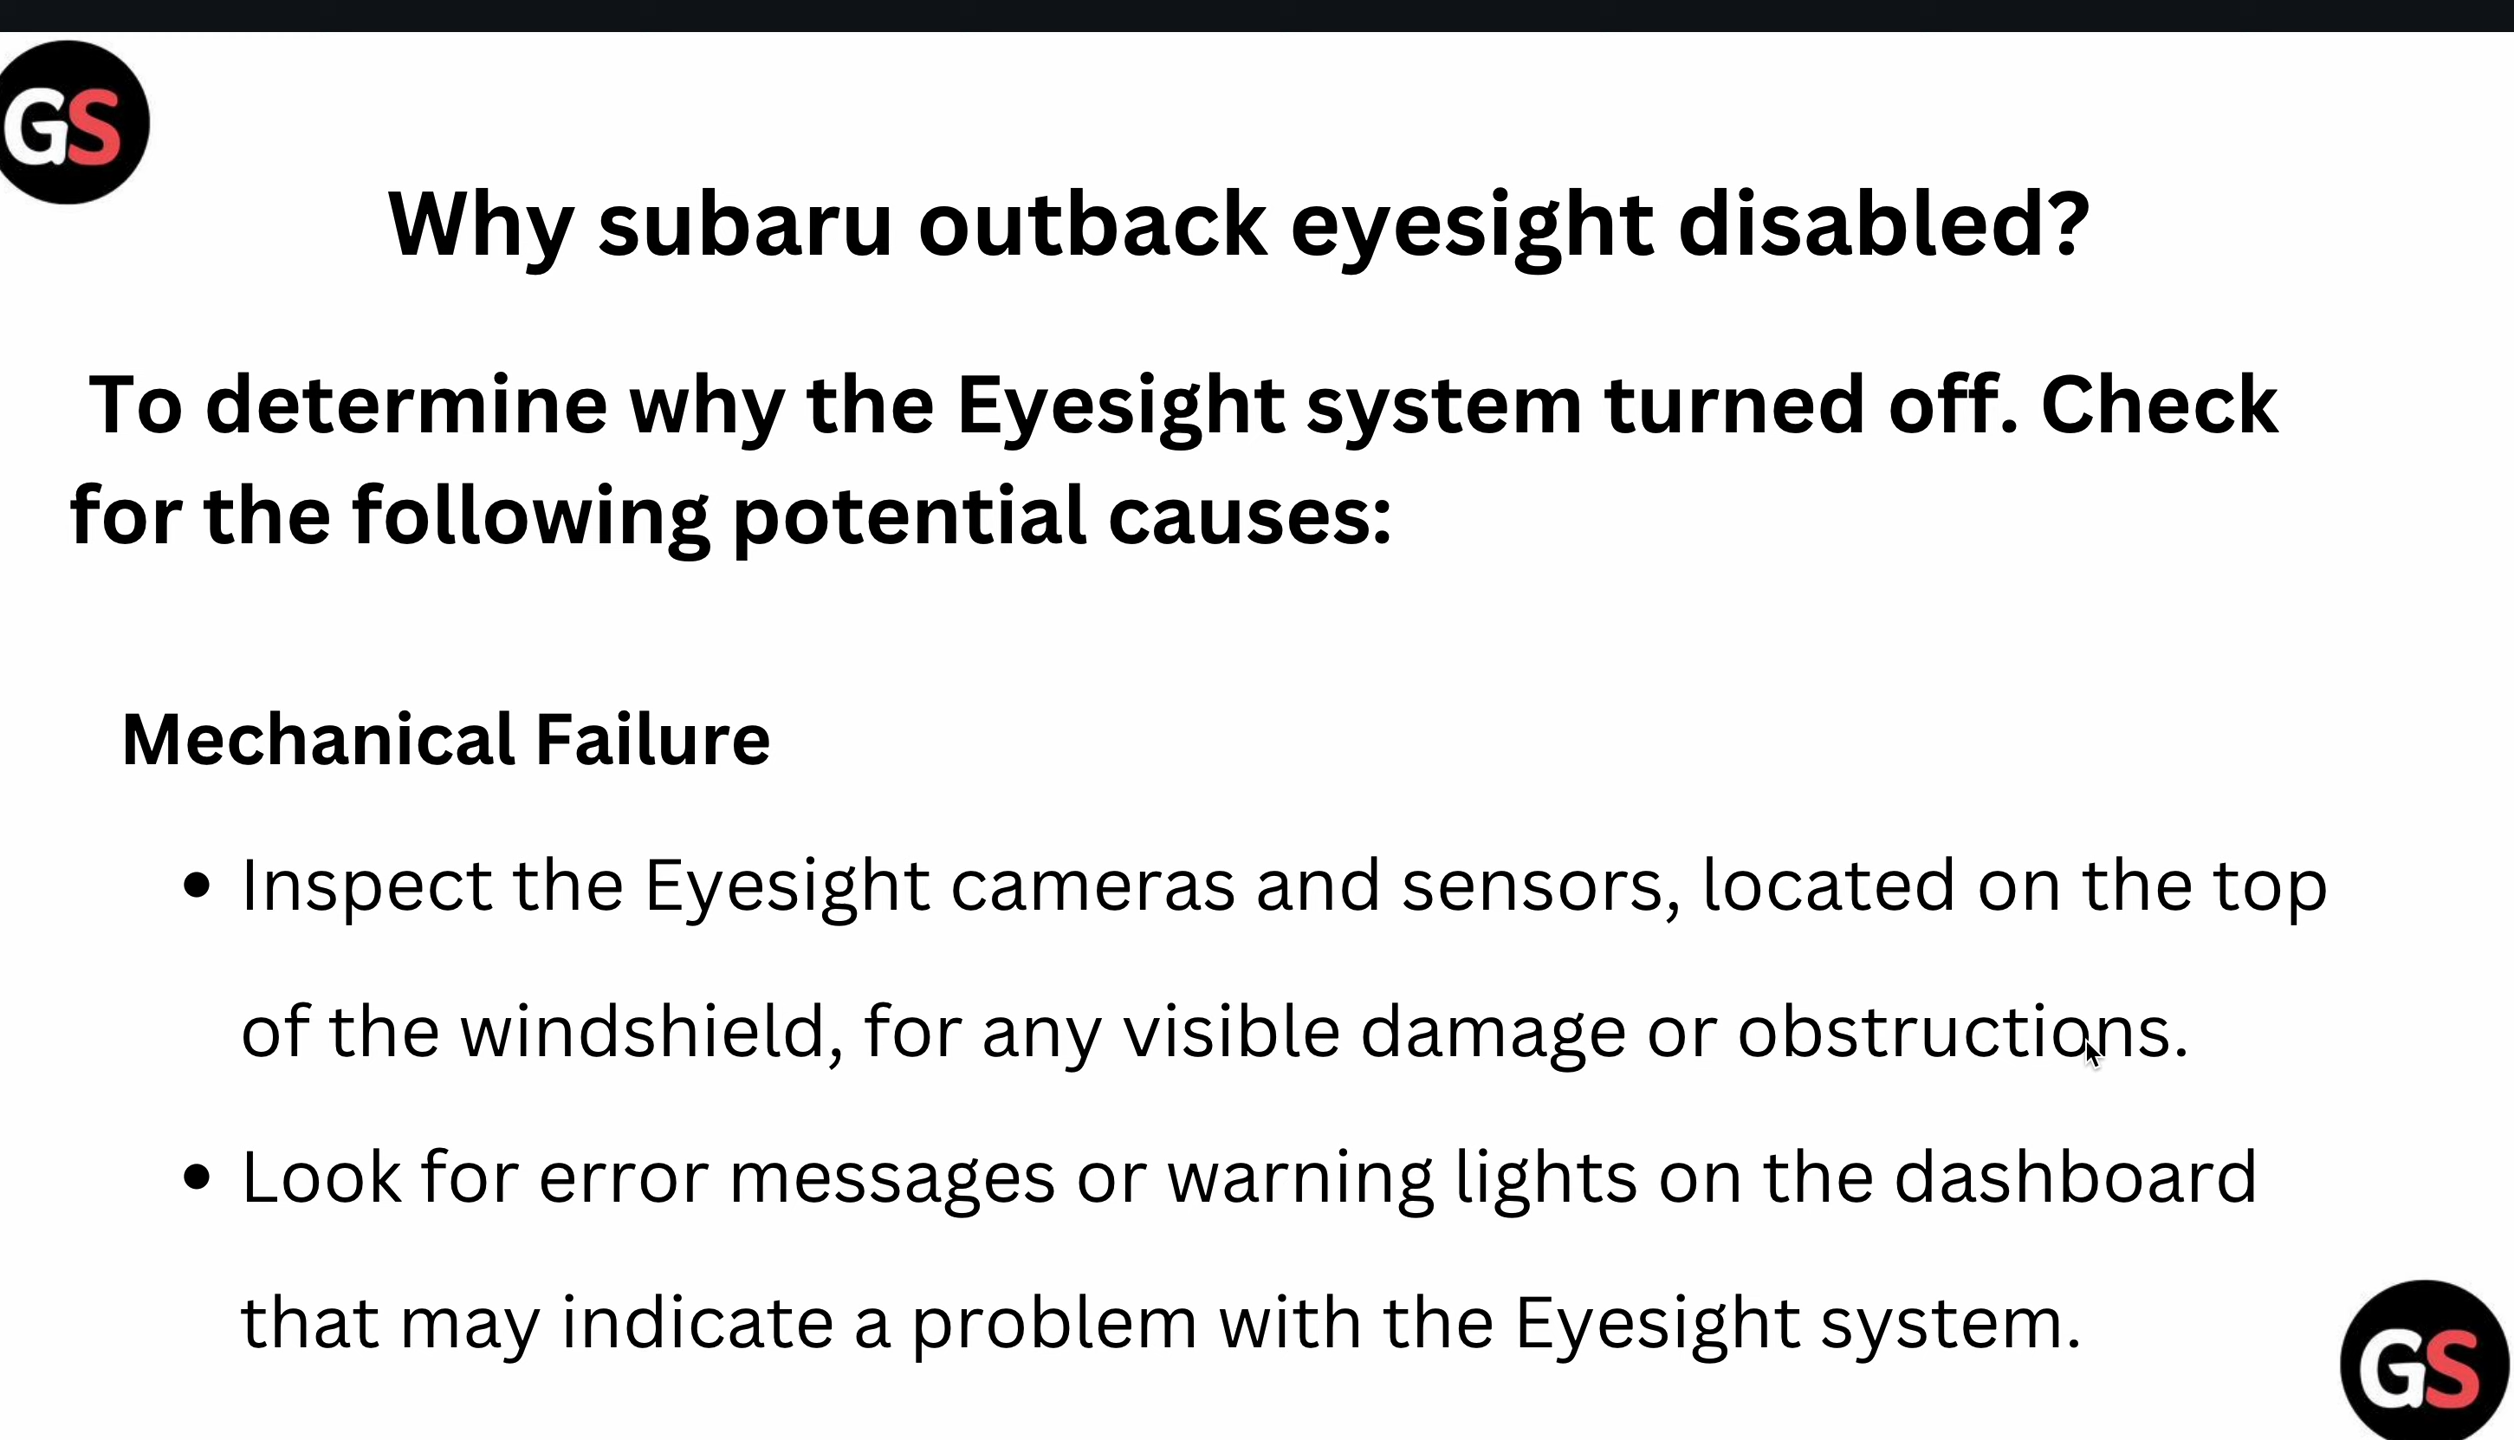 GS
Why subaru outback eyesight disabled?
To determine why the Eyesight system turned off. Check
for the following potential causes:
Mechanical Failure
• Inspect the Eyesight cameras and sensors, located on the top
of the windshield, for any visible damage or obstructions.
• Look for error messages or warning lights on the dashboard
that may indicate a problem with the Eyesight system.
GS